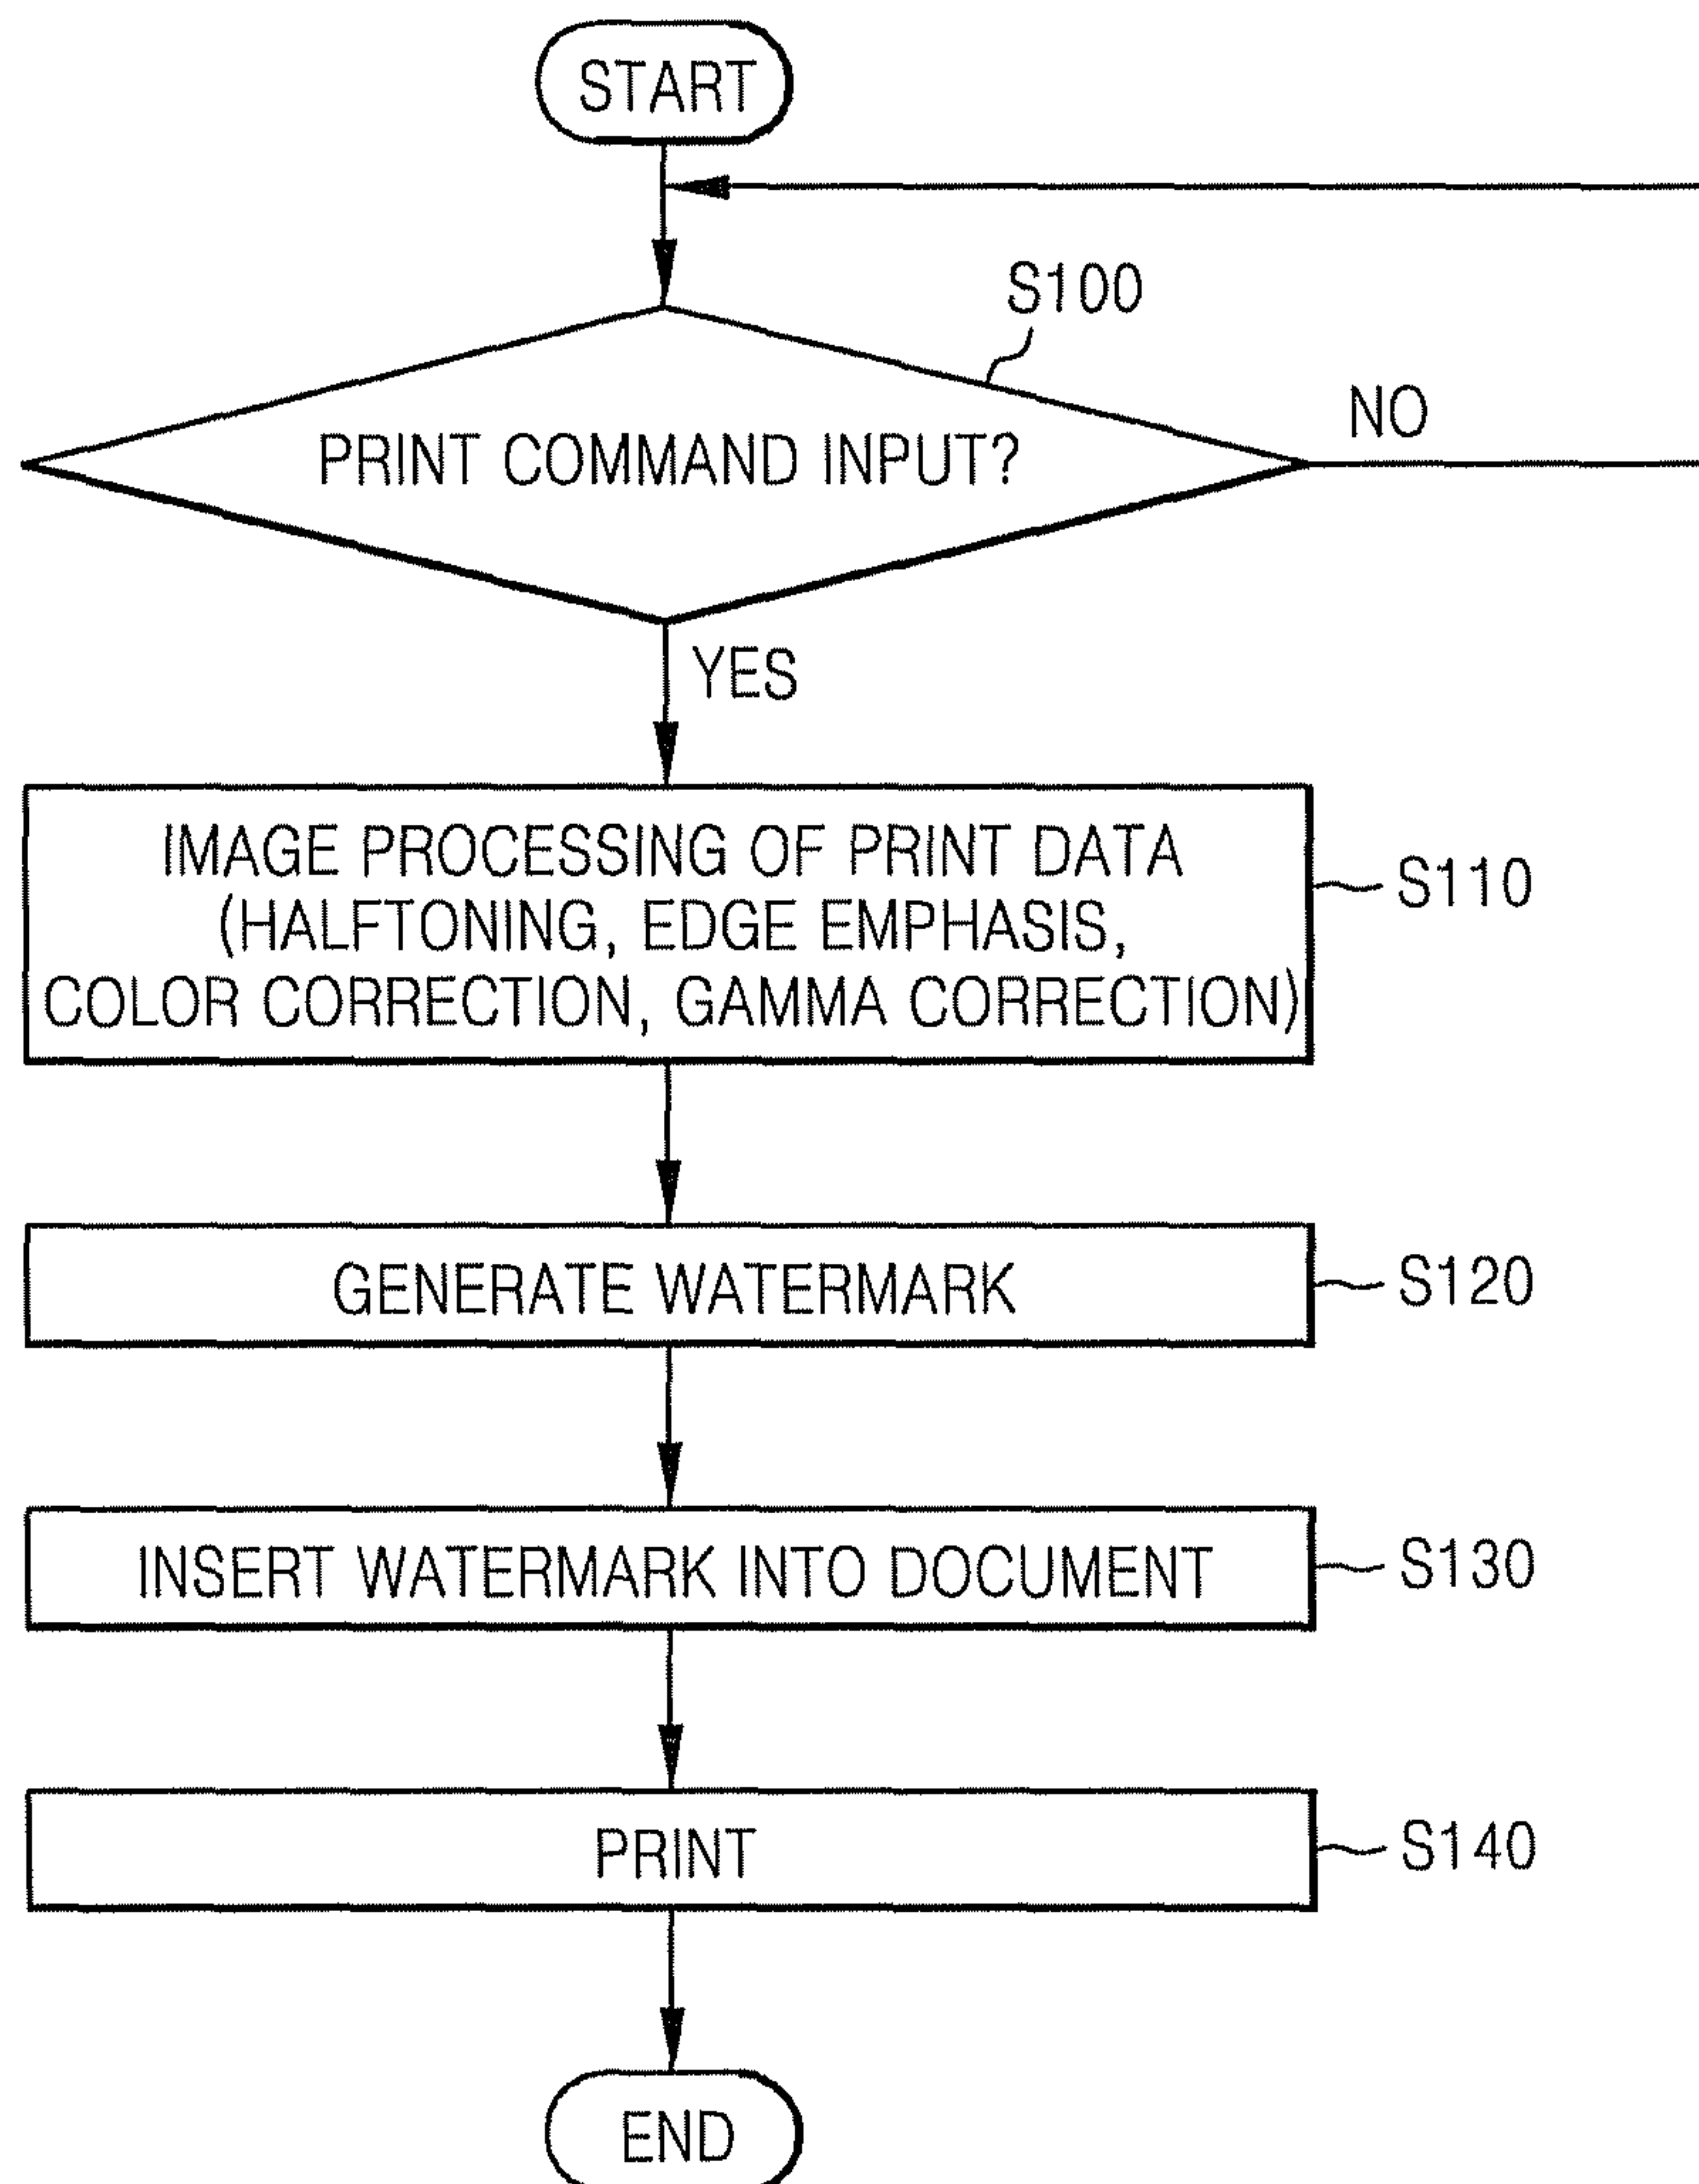 START
S100
NO
PRINT COMMAND INPUT?
YES
IMAGE PROCESSING OF PRINT DATA
(HALFTONING, EDGE EMPHASIS,
COLOR CORRECTION, GAMMA CORRECTION)
S110
GENERATE WATERMARK
S120
INSERT WATERMARK INTO DOCUMENT
S130
PRINT
S140
END